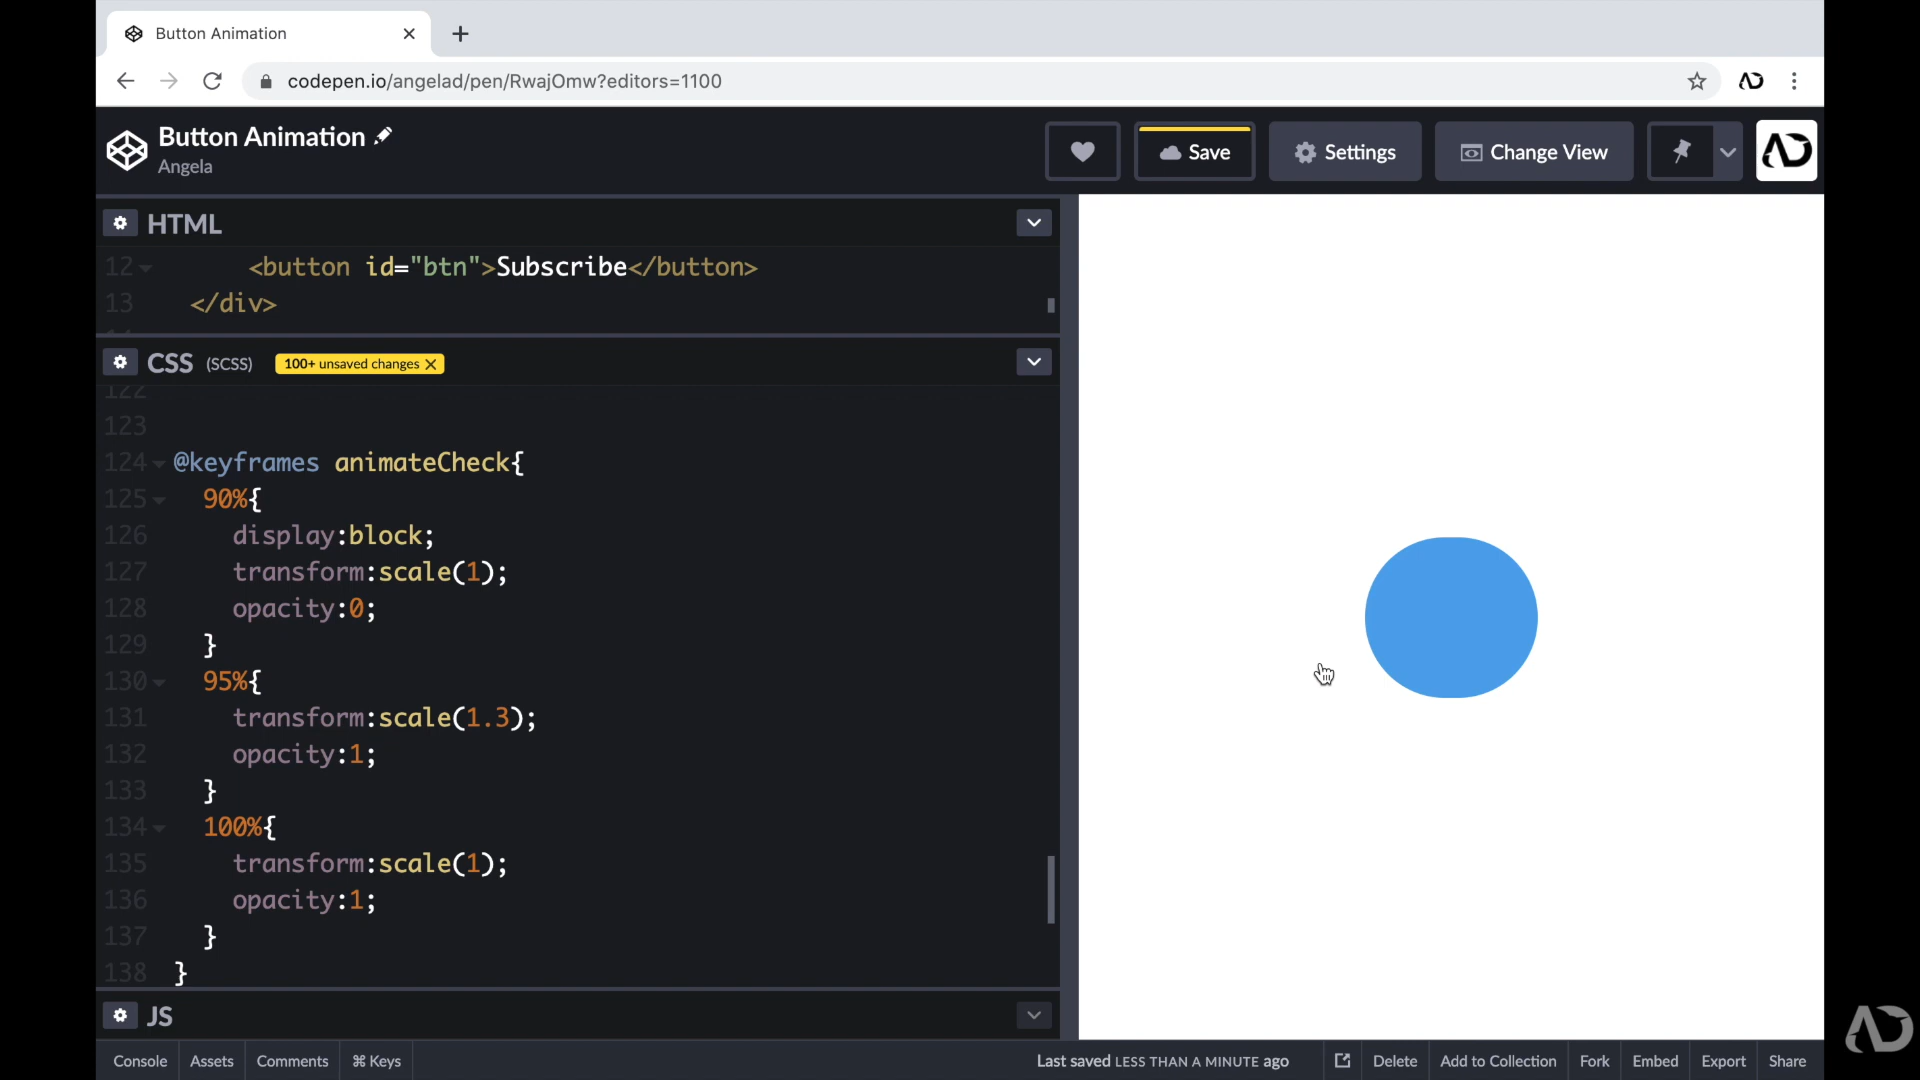 Button Animation
codepen.io/angelad/pen/RwajOmw?editors=1100
Button Animation
Angela
Save
Settings
Change View
HTML
12 <button id="btn">Subscribe</button>
13 </div>
CSS (SCSS) 100+ unsaved changes
122
123
124 @keyframes animateCheck{
125 90%{
126 display:block;
127 transform:scale(1);
128 opacity:0;
129 }
130 95%{
131 transform:scale(1.3);
132 opacity:1;
133 }
134 100%{
135 transform:scale(1);
136 opacity:1;
137 }
138 }
JS
Console Assets Comments ⌘ Keys Last saved LESS THAN A MINUTE ago Delete Add to Collection Fork Embed Export Share